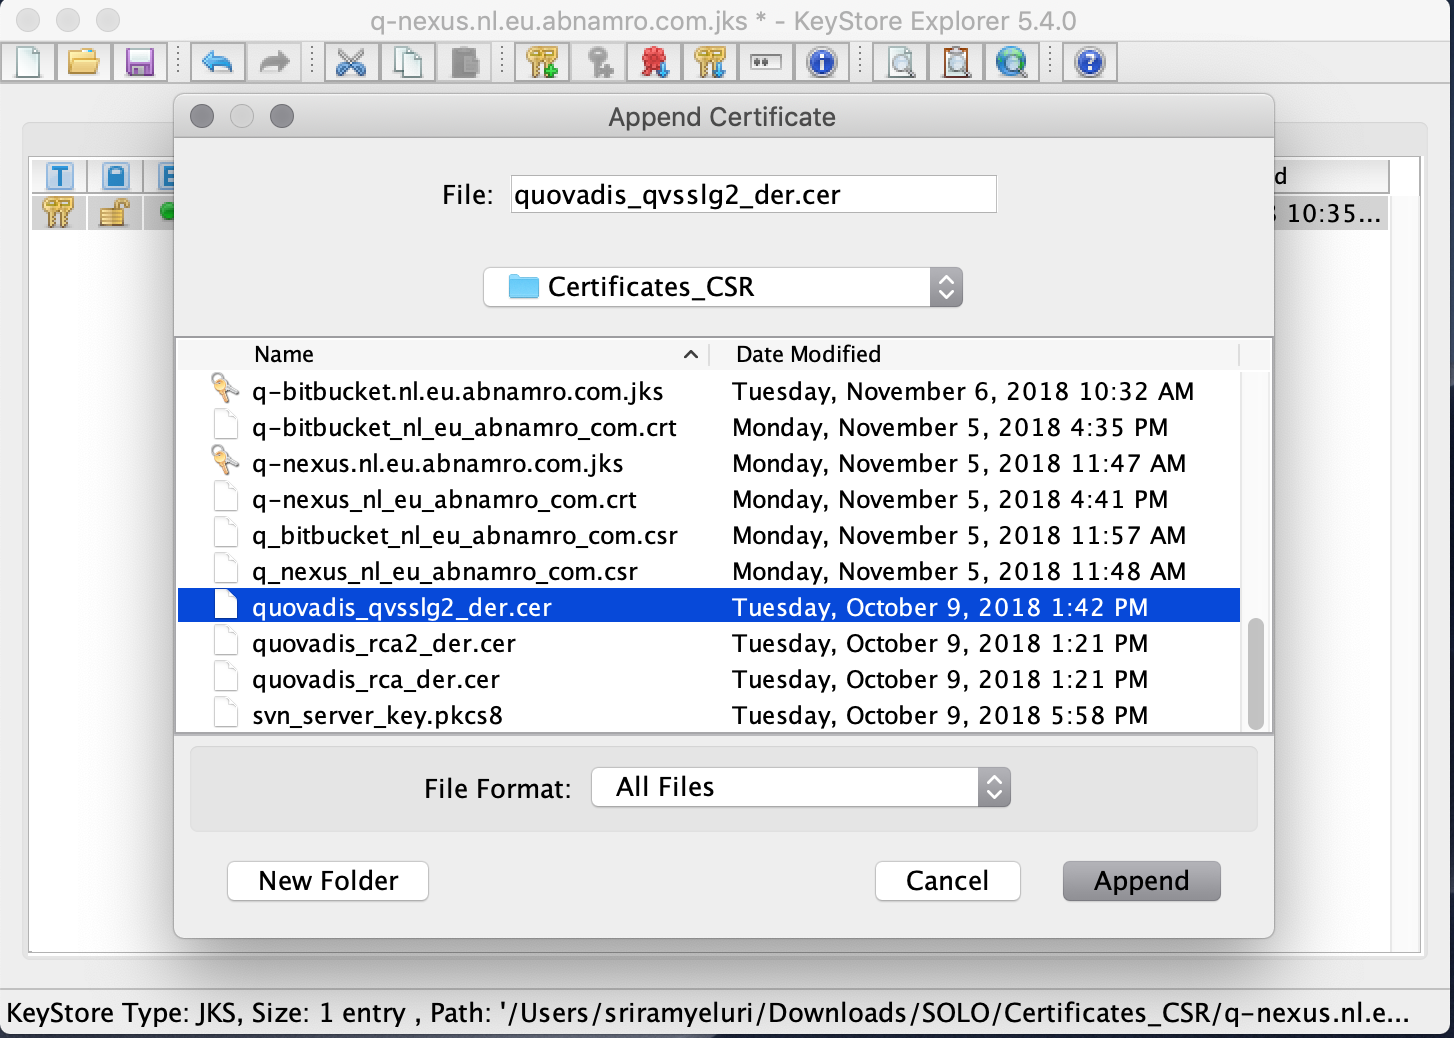 q-nexus.nl.eu.abnamro.com.jks * - KeyStore Explorer 5.4.0
Append Certificate
T E d
10:35...
File: quovadis_qvsslg2_der.cer
Certificates_CSR
Name Date Modified
q-bitbucket.nl.eu.abnamro.com.jks Tuesday, November 6, 2018 10:32 AM
q-bitbucket_nl_eu_abnamro_com.crt Monday, November 5, 2018 4:35 PM
q-nexus.nl.eu.abnamro.com.jks Monday, November 5, 2018 11:47 AM
q-nexus_nl_eu_abnamro_com.crt Monday, November 5, 2018 4:41 PM
q_bitbucket_nl_eu_abnamro_com.csr Monday, November 5, 2018 11:57 AM
q_nexus_nl_eu_abnamro_com.csr Monday, November 5, 2018 11:48 AM
quovadis_qvsslg2_der.cer Tuesday, October 9, 2018 1:42 PM
quovadis_rca2_der.cer Tuesday, October 9, 2018 1:21 PM
quovadis_rca_der.cer Tuesday, October 9, 2018 1:21 PM
svn_server_key.pkcs8 Tuesday, October 9, 2018 5:58 PM
File Format: All Files
New Folder Cancel Append
KeyStore Type: JKS, Size: 1 entry , Path: '/Users/sriramyeluri/Downloads/SOLO/Certificates_CSR/q-nexus.nl.e...